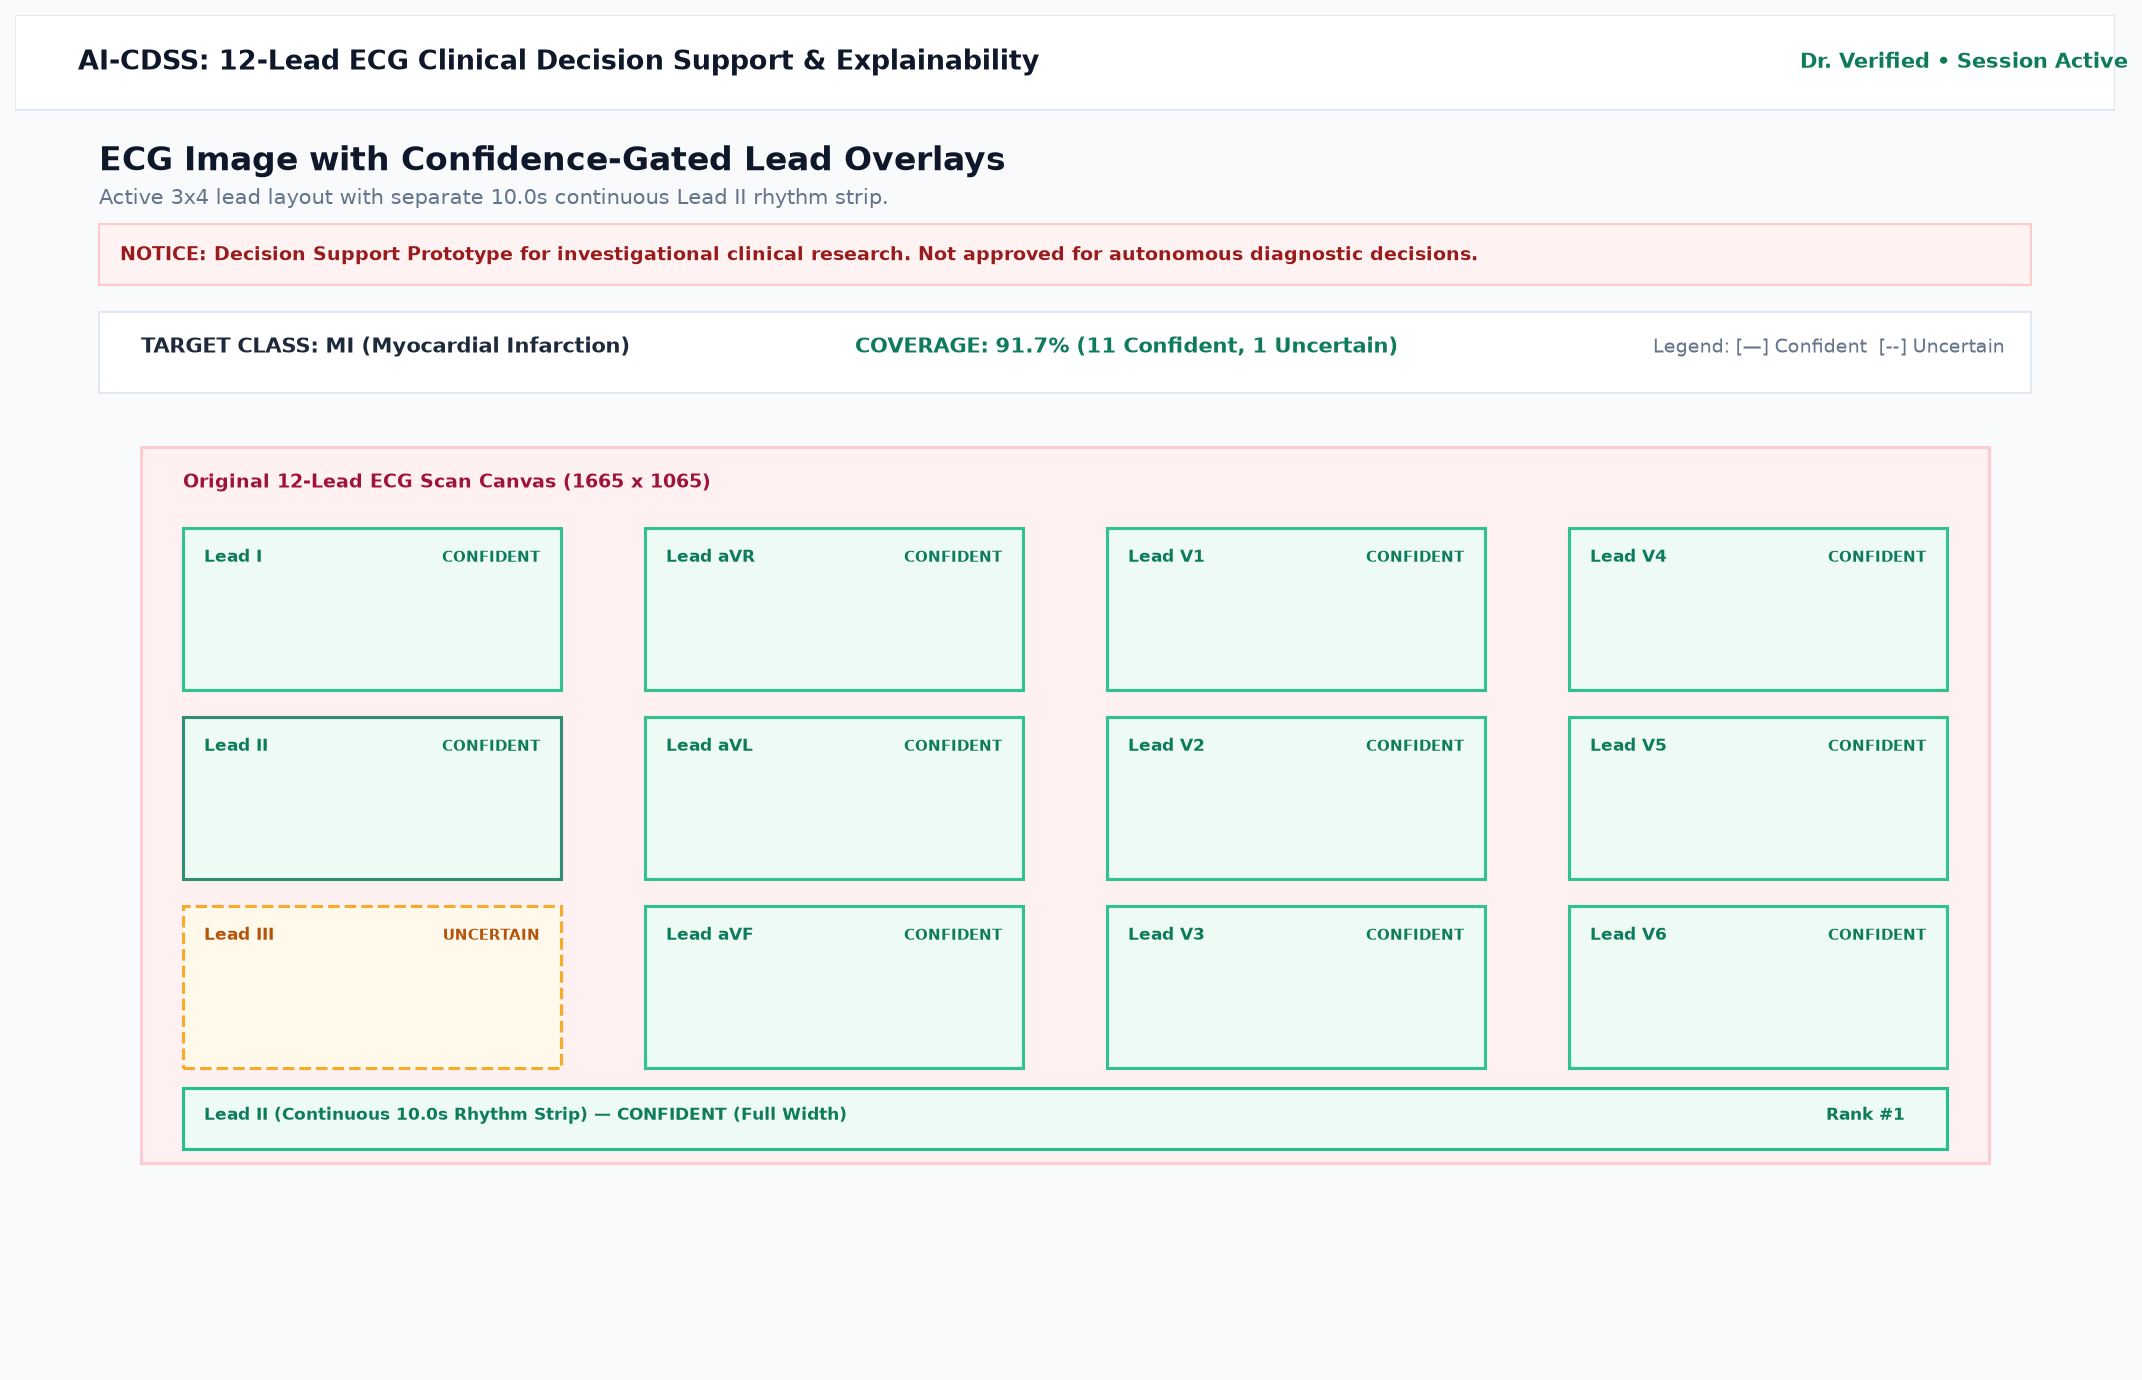 AI-CDSS: 12-Lead ECG Clinical Decision Support & Explainability
Dr. Verified • Session Active
ECG Image with Confidence-Gated Lead Overlays
Active 3x4 lead layout with separate 10.0s continuous Lead II rhythm strip.
NOTICE: Decision Support Prototype for investigational clinical research. Not approved for autonomous diagnostic decisions.
TARGET CLASS: MI (Myocardial Infarction)
COVERAGE: 91.7% (11 Confident, 1 Uncertain)
Legend: [—] Confident  [--] Uncertain
Original 12-Lead ECG Scan Canvas (1665 x 1065)
Lead I CONFIDENT
Lead aVR CONFIDENT
Lead V1 CONFIDENT
Lead V4 CONFIDENT
Lead II CONFIDENT
Lead aVL CONFIDENT
Lead V2 CONFIDENT
Lead V5 CONFIDENT
Lead III UNCERTAIN
Lead aVF CONFIDENT
Lead V3 CONFIDENT
Lead V6 CONFIDENT
Lead II (Continuous 10.0s Rhythm Strip) — CONFIDENT (Full Width)
Rank #1